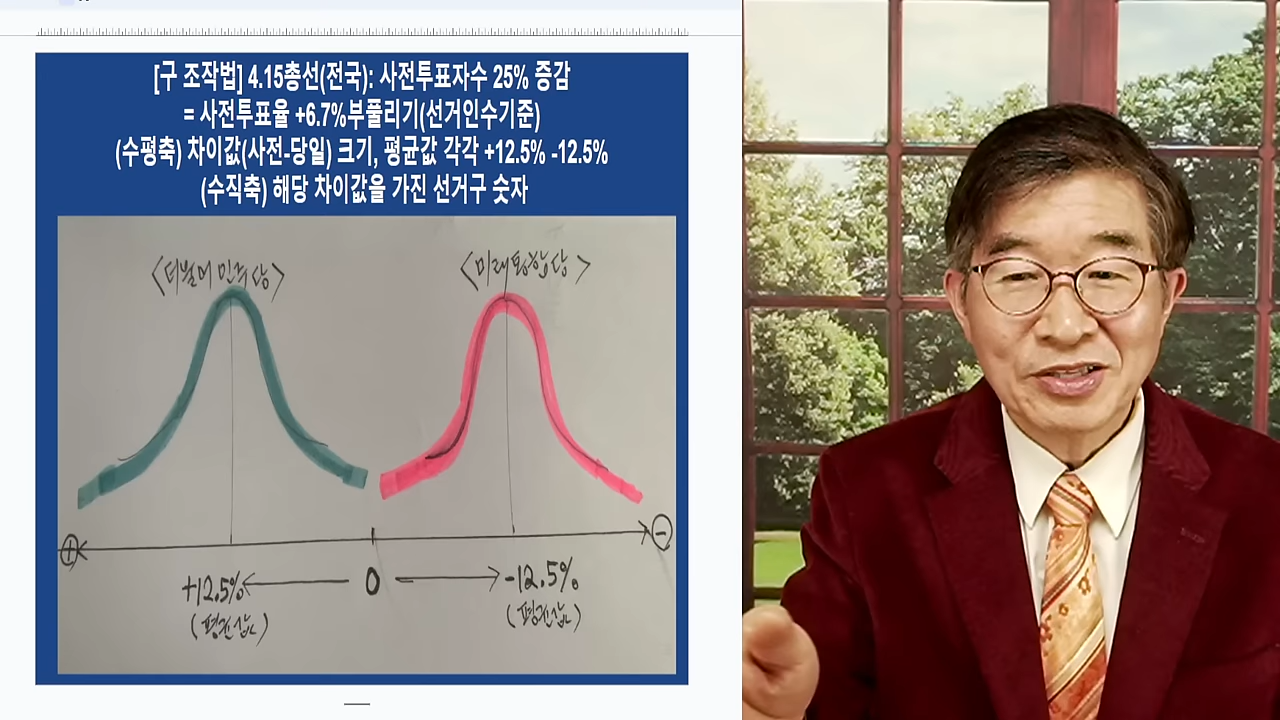 [구 조작법] 4.15총선(전국): 사전투표자수 25% 증감
= 사전투표율 +6.7%부풀리기(선거인수기준)
(수평축) 차이값(사전-당일) 크기, 평균값 각각 +12.5% -12.5%
(수직축) 해당 차이값을 가진 선거구 숫자
<더불어민주당> <미래통합당>
+ -
+12.5% 0 -12.5%
(평균값) (평균값)